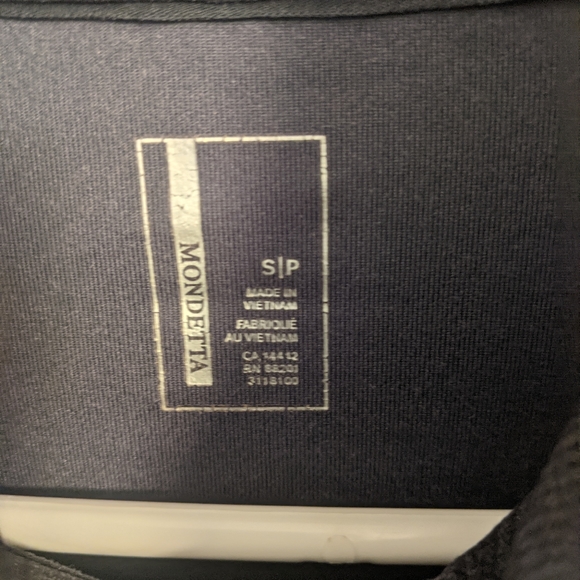 MONDETTA
S|P
MADE IN
VIETNAM
FABRIQUÉ
AU VIETNAM
CA 14412
RN 88201
3118100